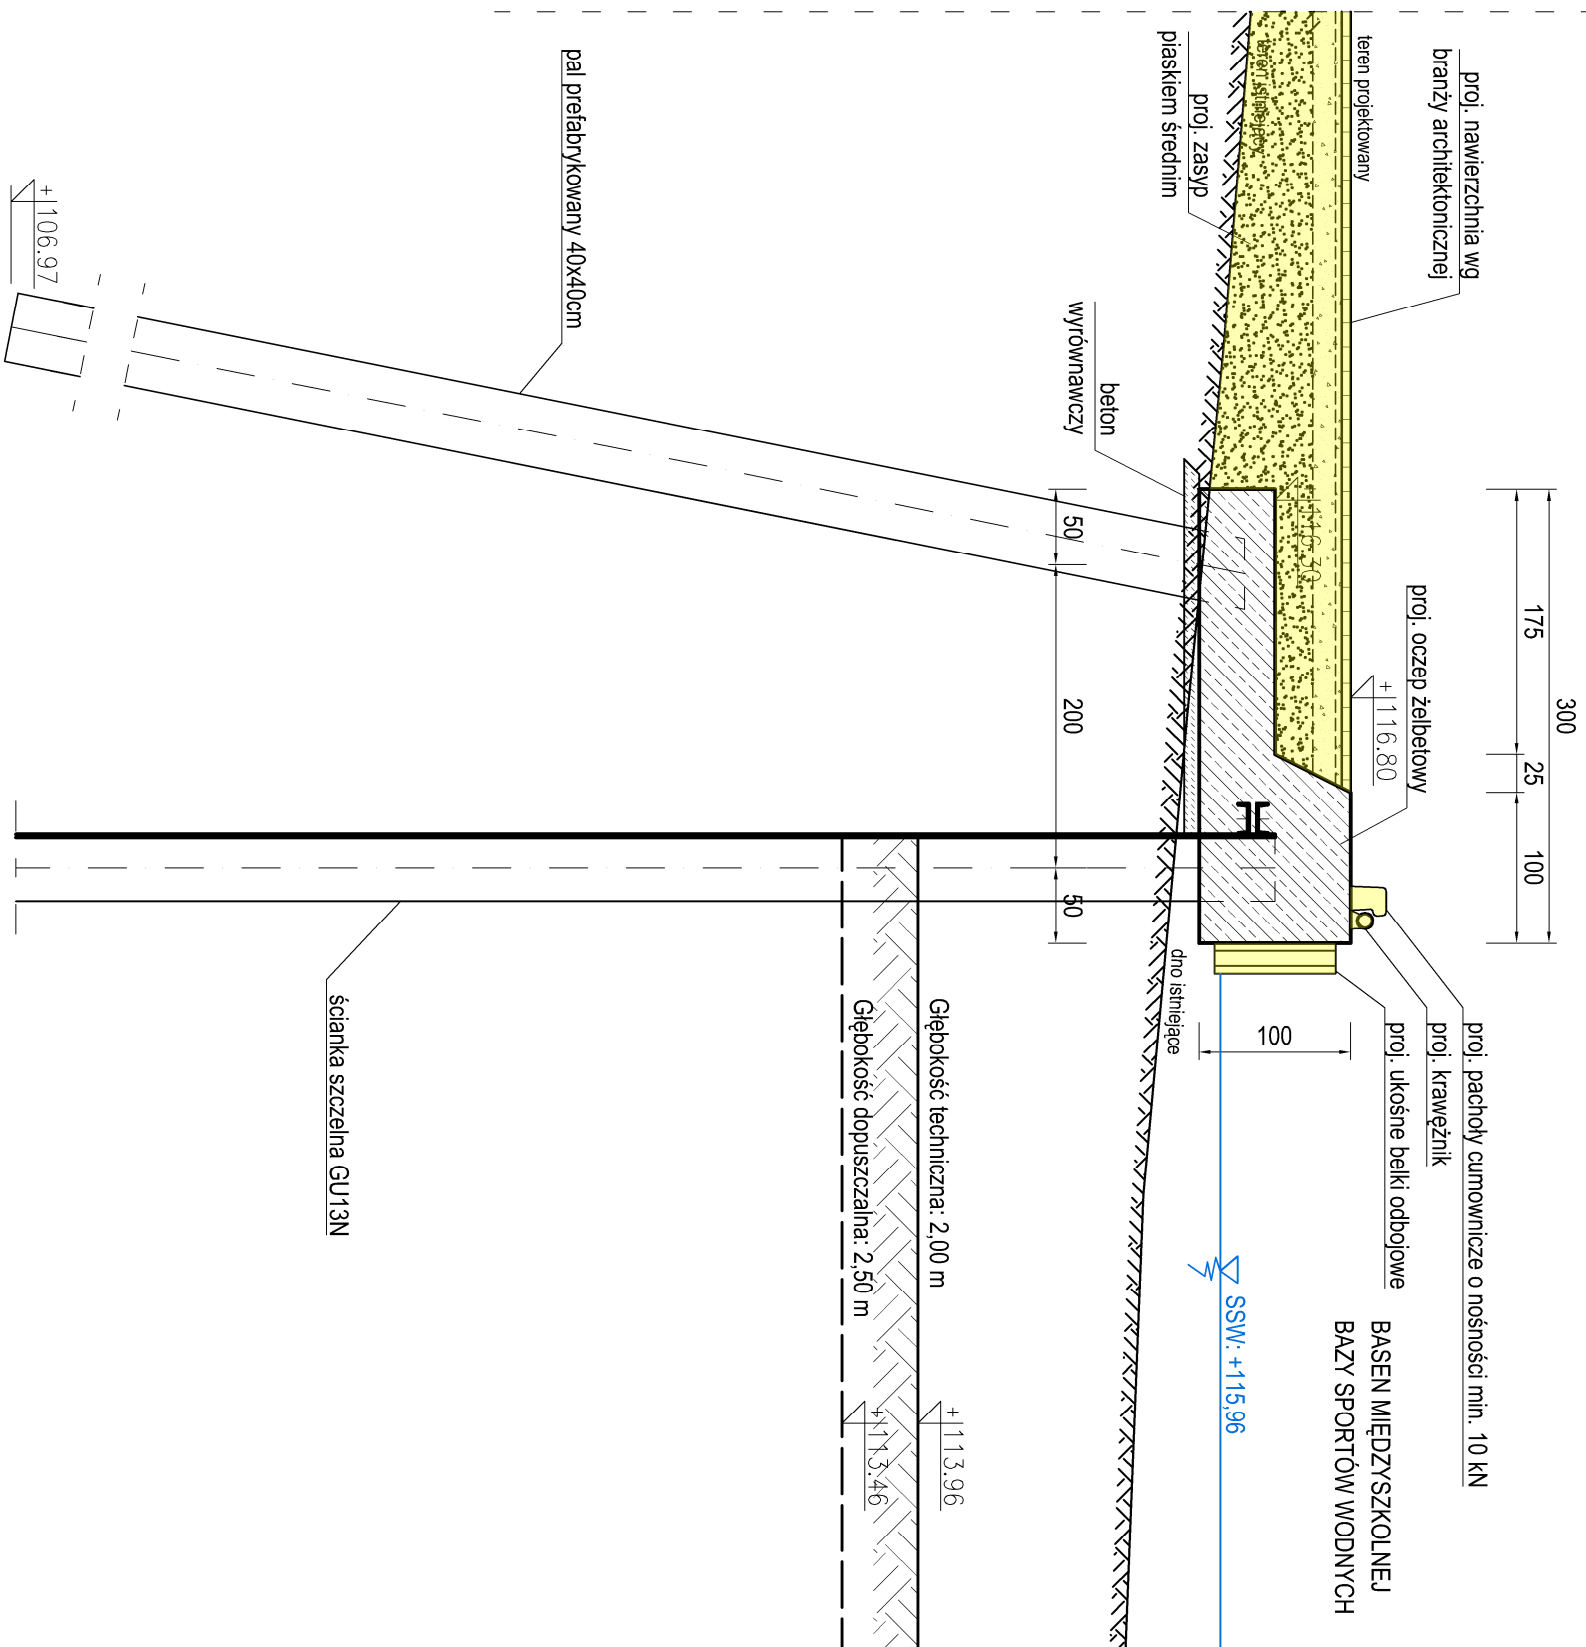 300
175
25
100
proj. nawierzchnia wg
branży architektonicznej
teren projektowany
+116.80
proj. oczep żelbetowy
proj. pachoły cumownicze o nośności min. 10 kN
proj. krawężnik
proj. ukośne belki odbojowe
BASEN MIĘDZYSZKOLNEJ
BAZY SPORTÓW WODNYCH
teren istniejący
+116.30
100
SSW: +115,96
proj. zasyp
piaskiem średnim
dno istniejące
beton
wyrównawczy
50
200
50
Głębokość techniczna: 2,00 m
+113.96
Głębokość dopuszczalna: 2,50 m
+113.46
pal prefabrykowany 40x40cm
ścianka szczelna GU13N
+106.97